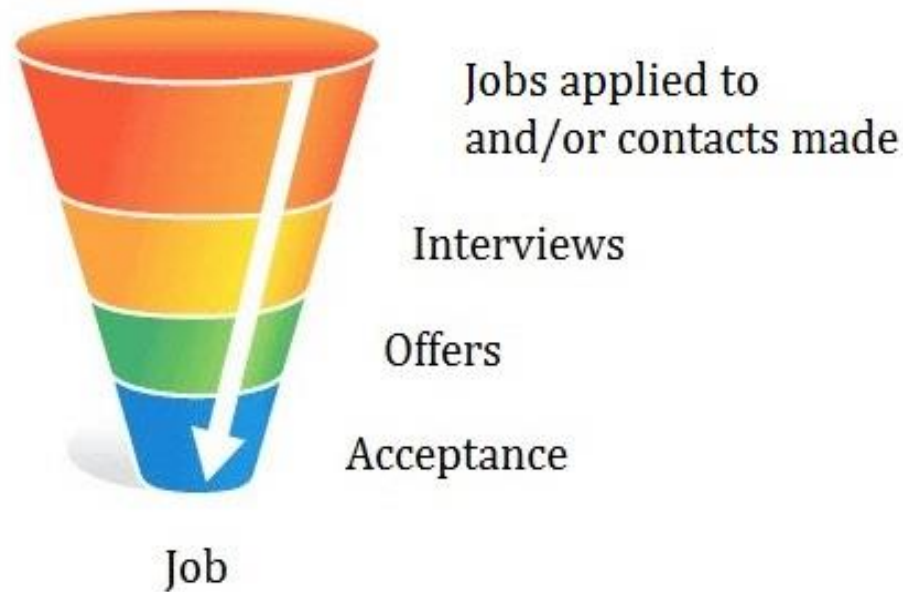 Jobs applied to
and/or contacts made
Interviews
Offers
Acceptance
Job